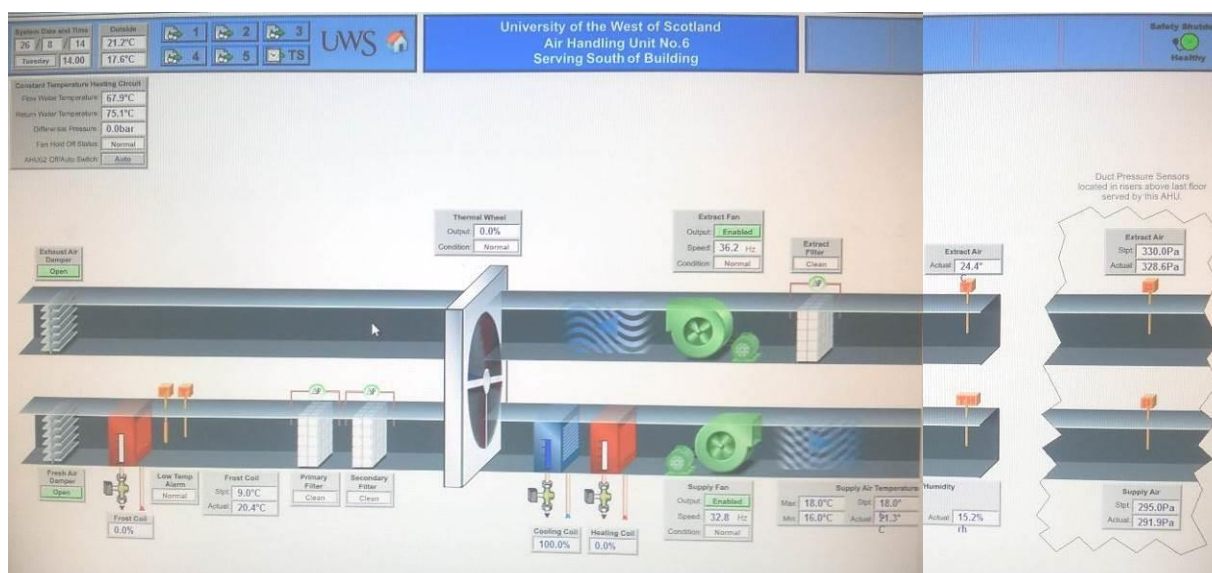 System Date and Time
26 / 8 / 14
Tuesday 14.00
Outside
21.2°C
17.6°C
1
2
3
4
5
TS
UWS
University of the West of Scotland
Air Handling Unit No.6
Serving South of Building
Safety Shutdo
Healthy
Constant Temperature Heating Circuit
Flow Water Temperature 67.9°C
Return Water Temperature 75.1°C
Differential Pressure 0.0bar
Fan Hold Off Status Normal
AHU02 Off/Auto Switch Auto
Duct Pressure Sensors
located in risers above last floor
served by this AHU.
Thermal Wheel
Output: 0.0%
Condition: Normal
Extract Fan
Output: Enabled
Speed: 36.2 Hz
Condition: Normal
Extract
Filter
Clean
Extract Air
Actual 24.4°
C
Extract Air
Stpt 330.0Pa
Actual 328.6Pa
Exhaust Air
Damper
Open
Fresh Air
Damper
Open
Frost Coil
0.0%
Low Temp
Alarm
Normal
Frost Coil
Stpt 9.0°C
Actual 20.4°C
Primary
Filter
Clean
Secondary
Filter
Clean
Cooling Coil
100.0%
Heating Coil
0.0%
Supply Fan
Output: Enabled
Speed: 32.8 Hz
Condition: Normal
Supply Air Temperature
Max 18.0°C Stpt 18.0°
Min 16.0°C Actual 21.3°
C
Humidity
Actual 15.2%
rh
Supply Air
Stpt 295.0Pa
Actual 291.9Pa